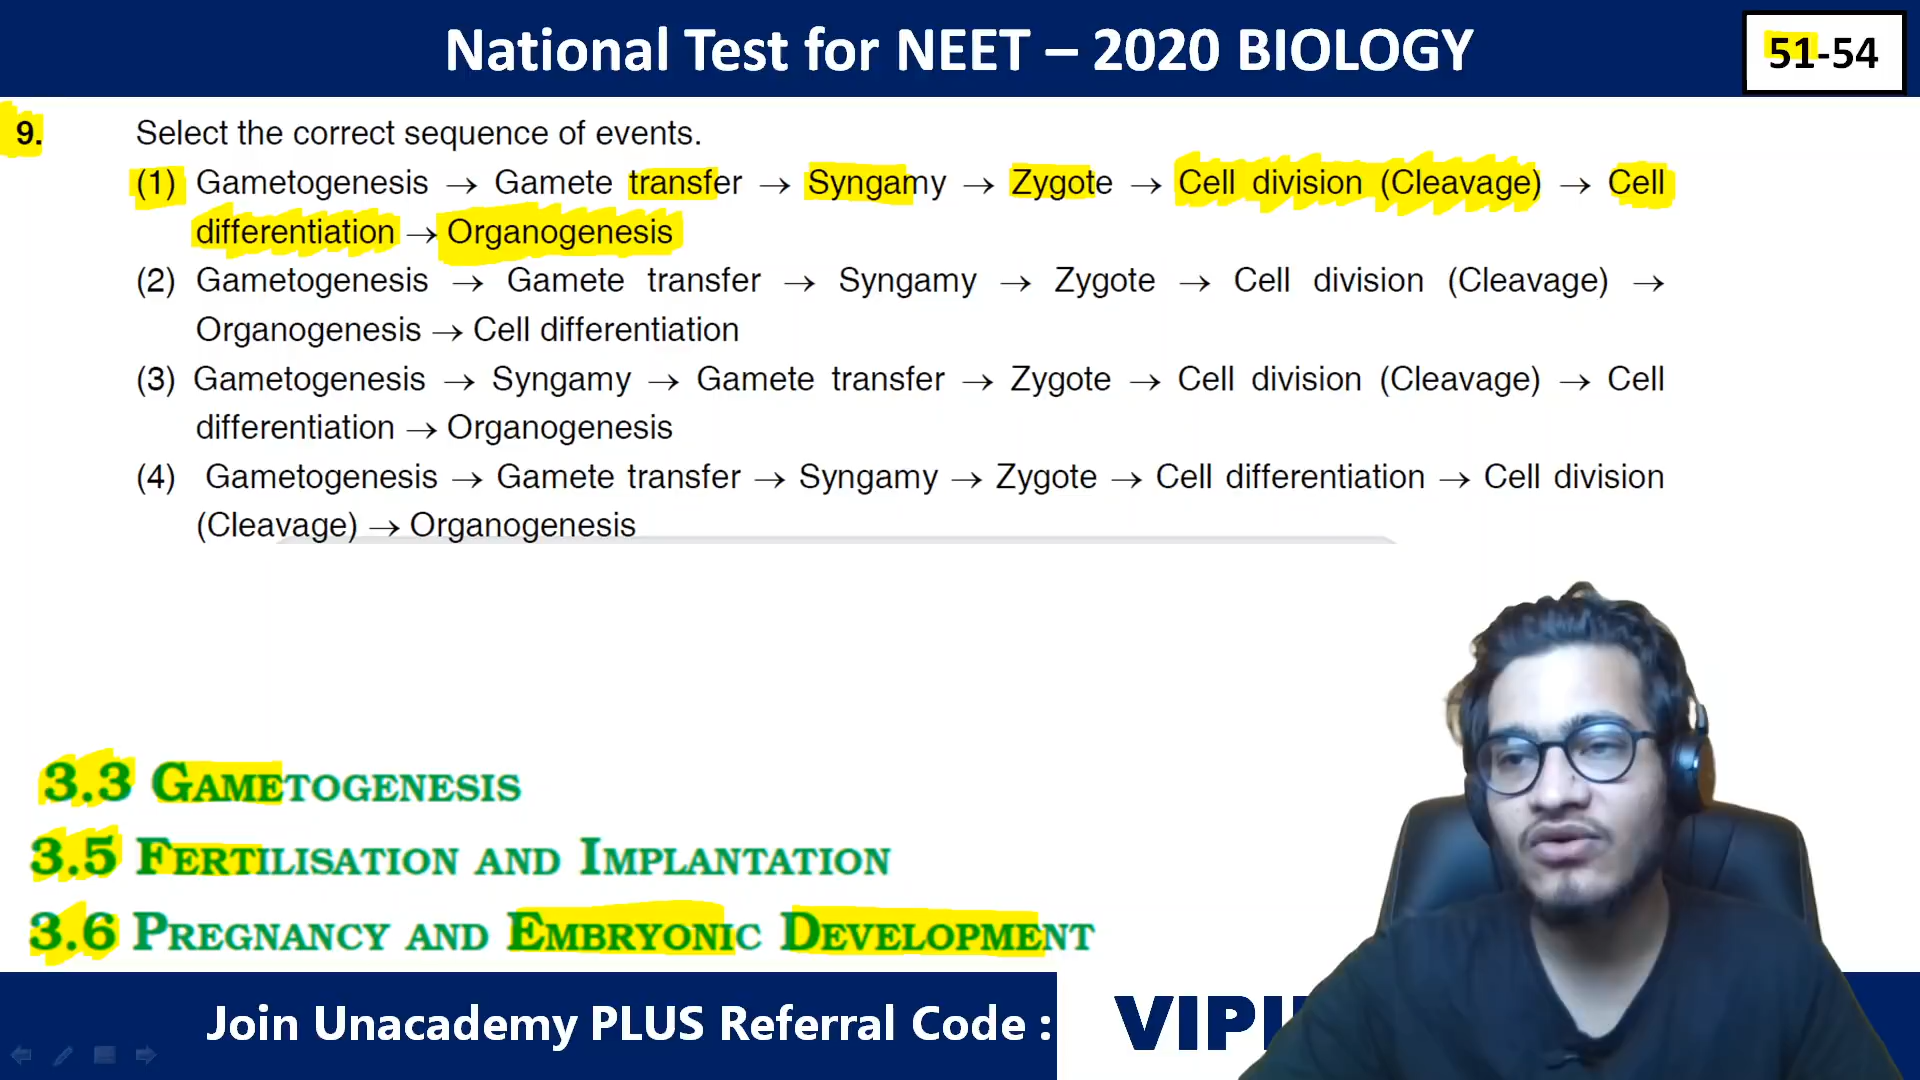 National Test for NEET – 2020 BIOLOGY
51-54
9. Select the correct sequence of events.
(1) Gametogenesis → Gamete transfer → Syngamy → Zygote → Cell division (Cleavage) → Cell
differentiation → Organogenesis
(2) Gametogenesis → Gamete transfer → Syngamy → Zygote → Cell division (Cleavage) →
Organogenesis → Cell differentiation
(3) Gametogenesis → Syngamy → Gamete transfer → Zygote → Cell division (Cleavage) → Cell
differentiation → Organogenesis
(4) Gametogenesis → Gamete transfer → Syngamy → Zygote → Cell differentiation → Cell division
(Cleavage) → Organogenesis
3.3 GAMETOGENESIS
3.5 FERTILISATION AND IMPLANTATION
3.6 PREGNANCY AND EMBRYONIC DEVELOPMENT
Join Unacademy PLUS Referral Code :